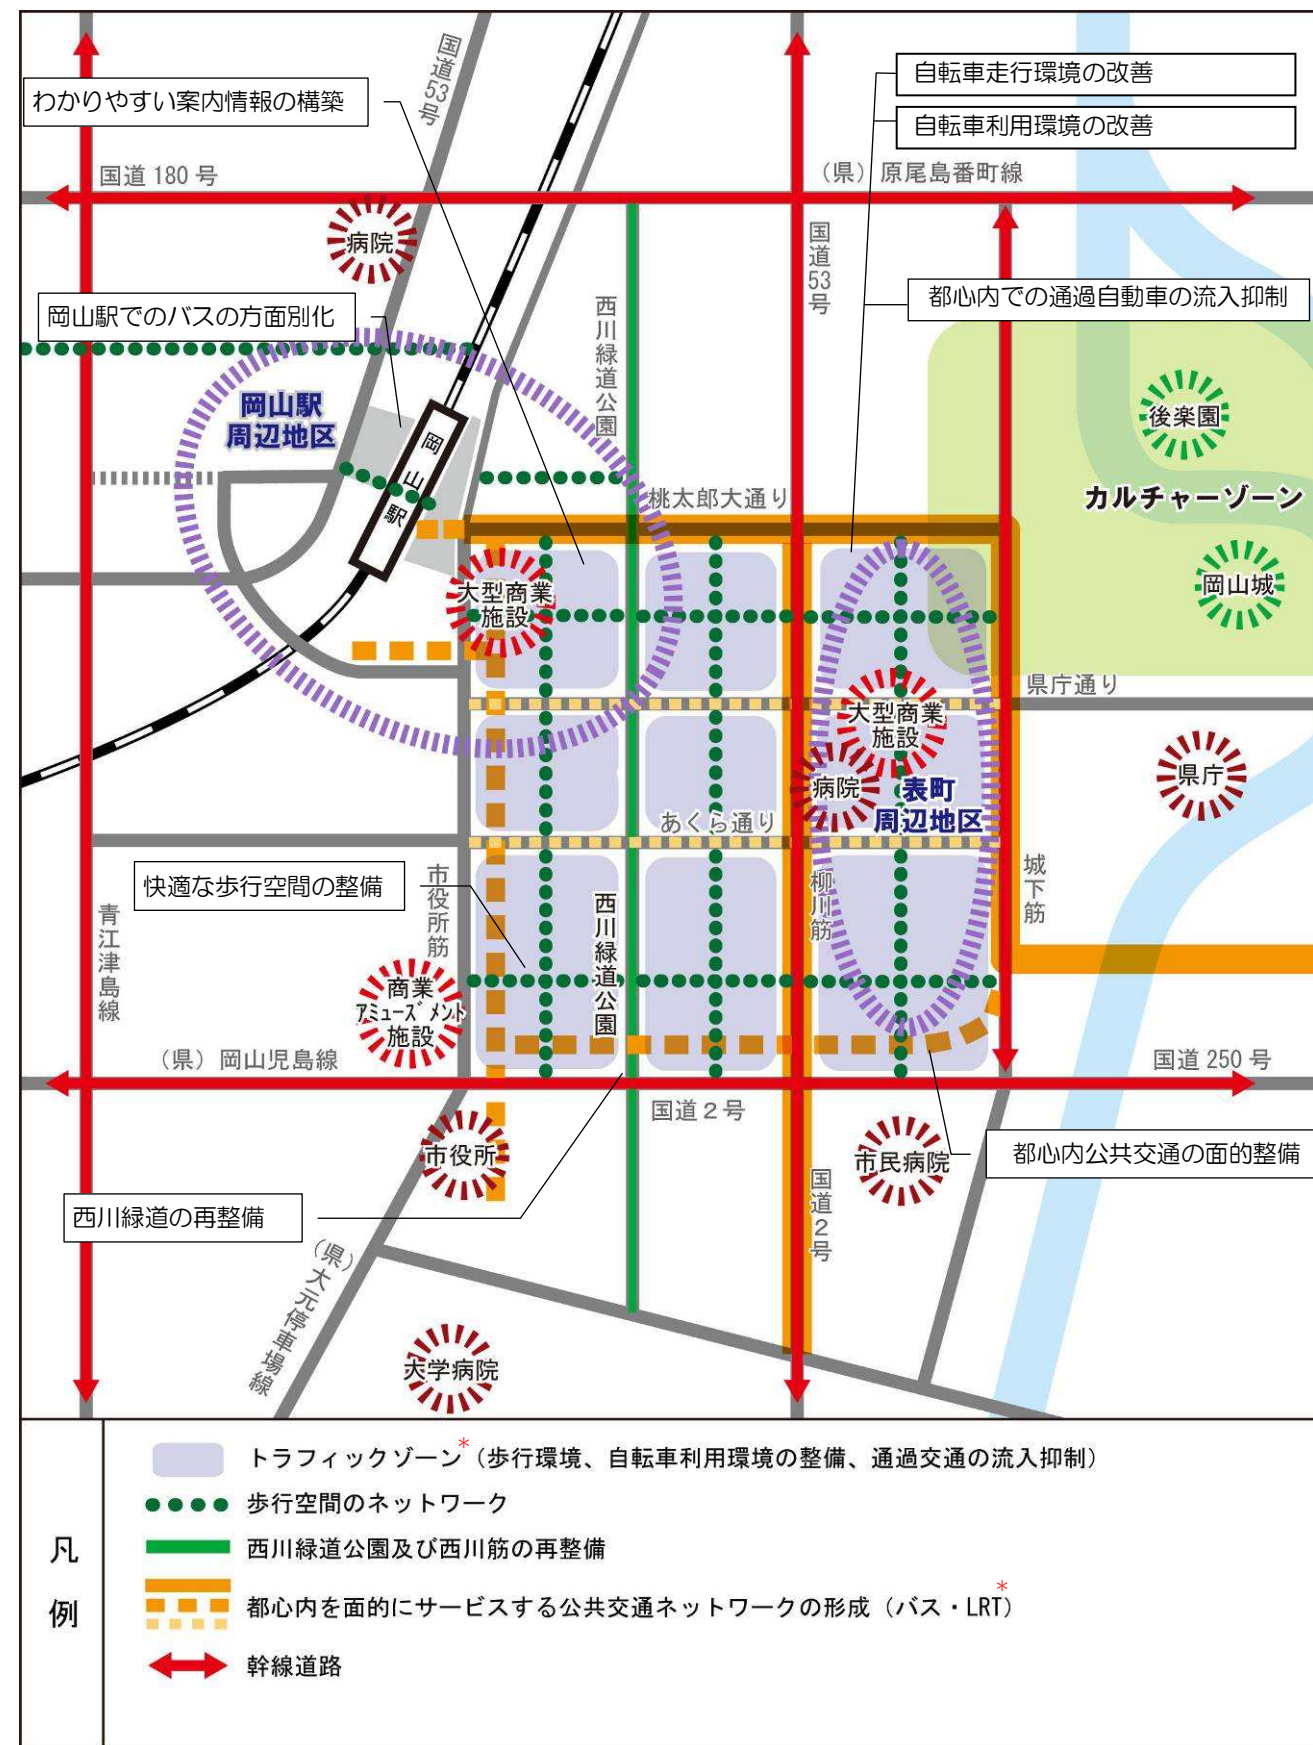 国道53号
わかりやすい案内情報の構築
自転車走行環境の改善
自転車利用環境の改善
国道 180 号
（県）原尾島番町線
病院
国道53号
岡山駅でのバスの方面別化
西川緑道公園
都心内での通過自動車の流入抑制
岡山駅
周辺地区
後楽園
岡山駅
カルチャーゾーン
桃太郎大通り
大型商業
施設
岡山城
県庁通り
大型商業
施設
病院
県庁
表町
周辺地区
あくら通り
快適な歩行空間の整備
市役所筋
柳川筋
城下筋
青江津島線
西川緑道公園
商業
アミューズメント
施設
（県）岡山児島線
国道 250 号
国道２号
市役所
市民病院
都心内公共交通の面的整備
国道２号
西川緑道の再整備
（県）大元停車場線
大学病院
凡例
トラフィックゾーン*（歩行環境、自転車利用環境の整備、通過交通の流入抑制）
歩行空間のネットワーク
西川緑道公園及び西川筋の再整備
都心内を面的にサービスする公共交通ネットワークの形成（バス・LRT*）
幹線道路